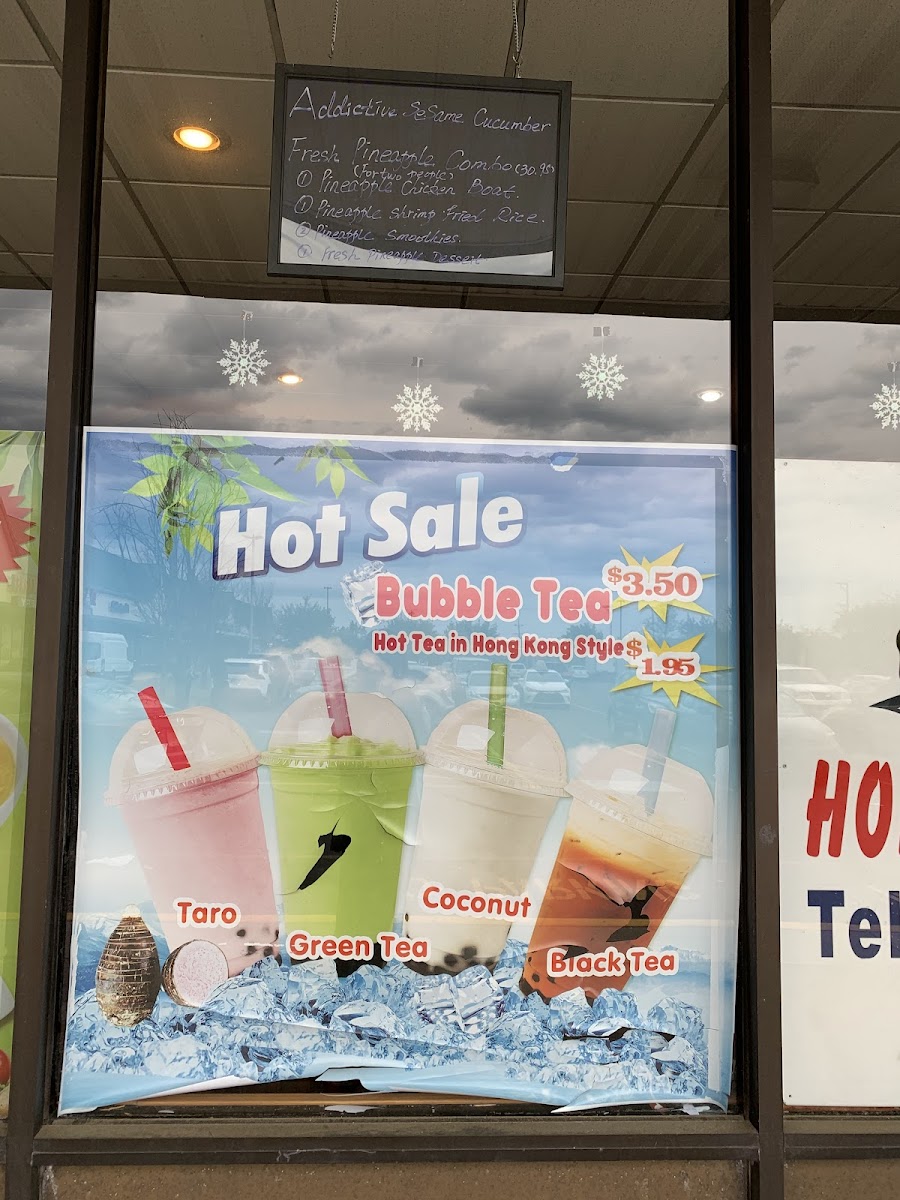 Addictive Sesame Cucumber
Fresh Pineapple Combo (30.95)
(For two people)
① Pineapple Chicken Boat.
① Pineapple Shrimp Fried Rice.
② Pineapple Smoothies.
Fresh Pineapple Dessert
Hot Sale
Bubble Tea $3.50
Hot Tea in Hong Kong Style $1.95
Taro
Green Tea
Coconut
Black Tea
HO
Tel